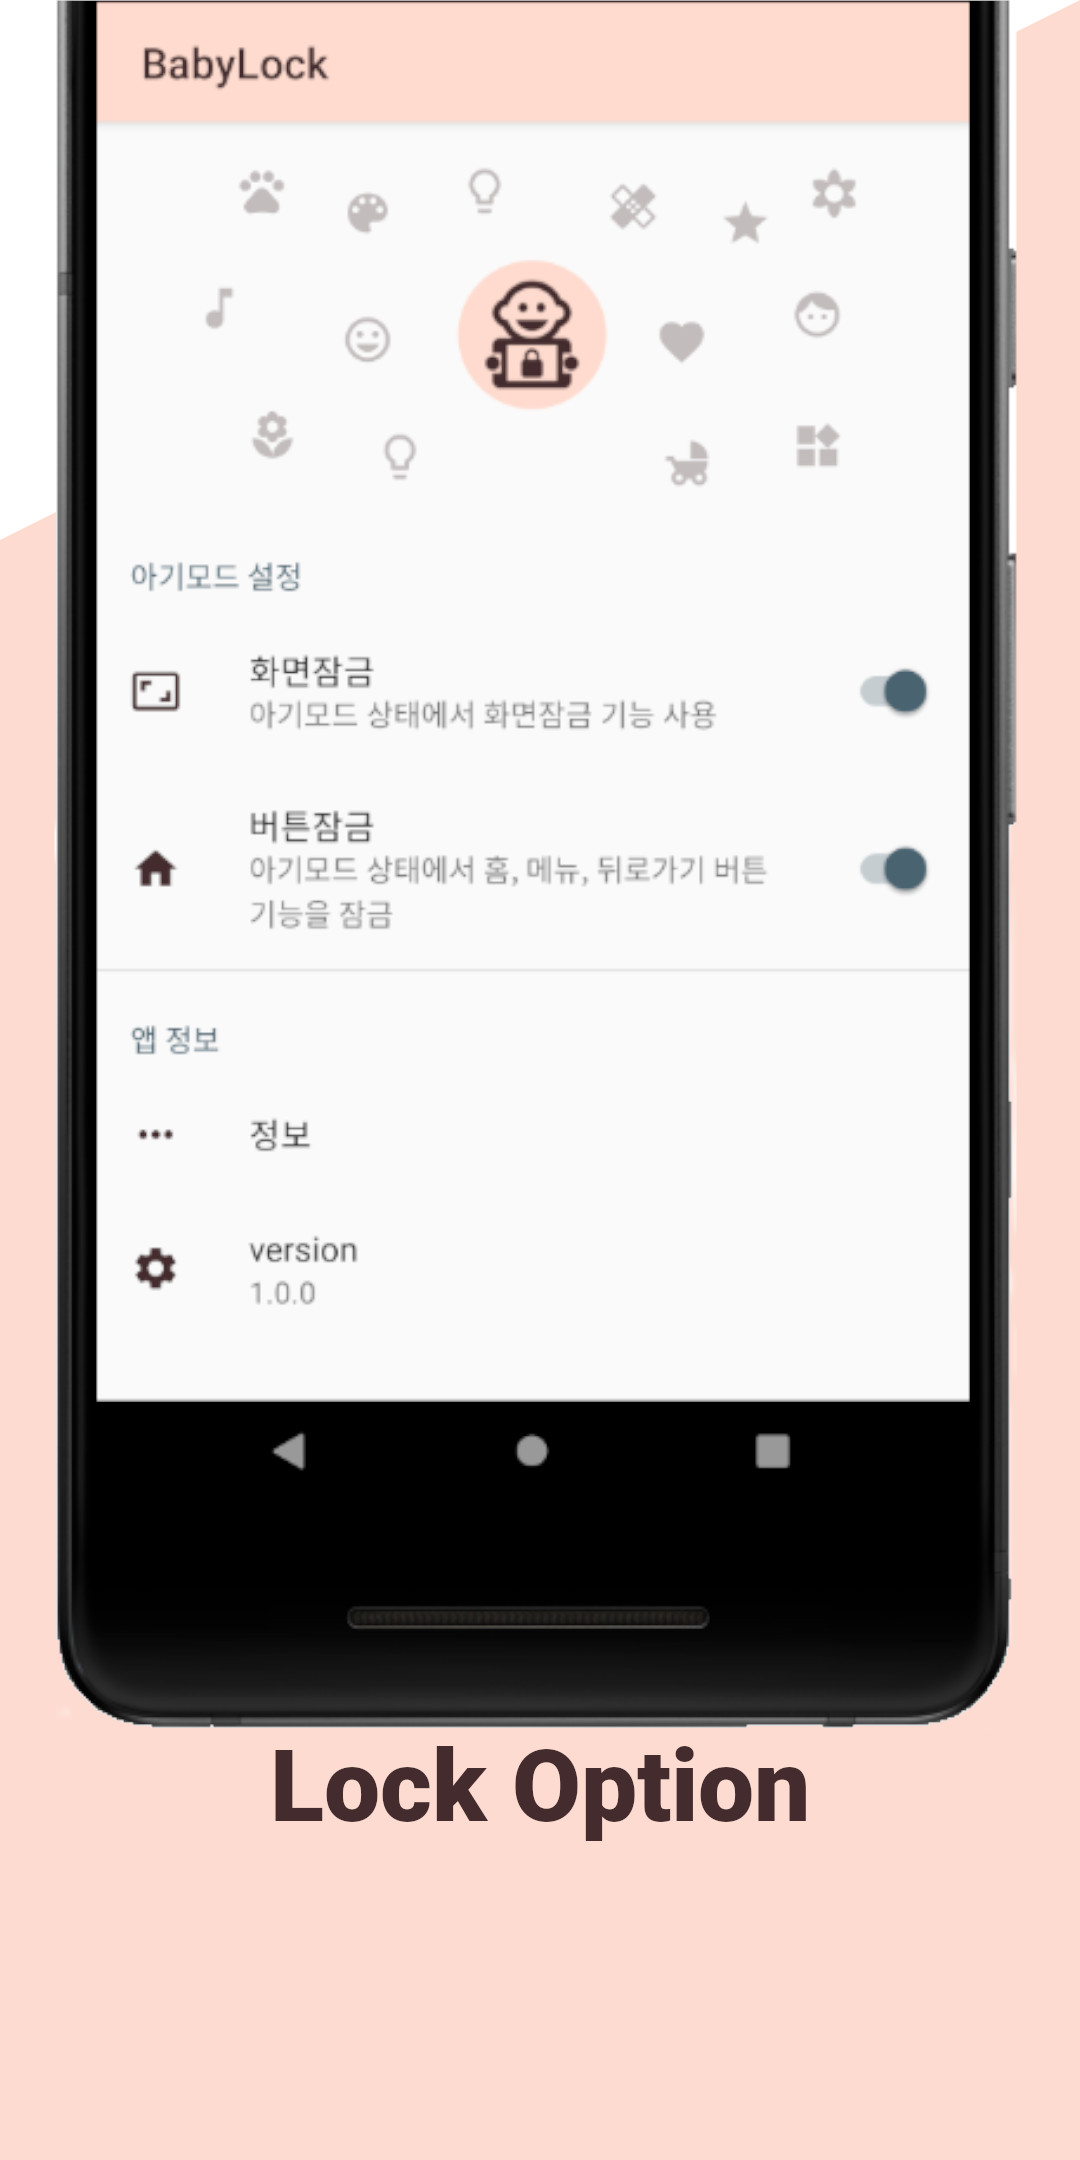 BabyLock
아기모드 설정
화면잠금
아기모드 상태에서 화면잠금 기능 사용
버튼잠금
아기모드 상태에서 홈, 메뉴, 뒤로가기 버튼
기능을 잠금
앱 정보
정보
version
1.0.0
Lock Option